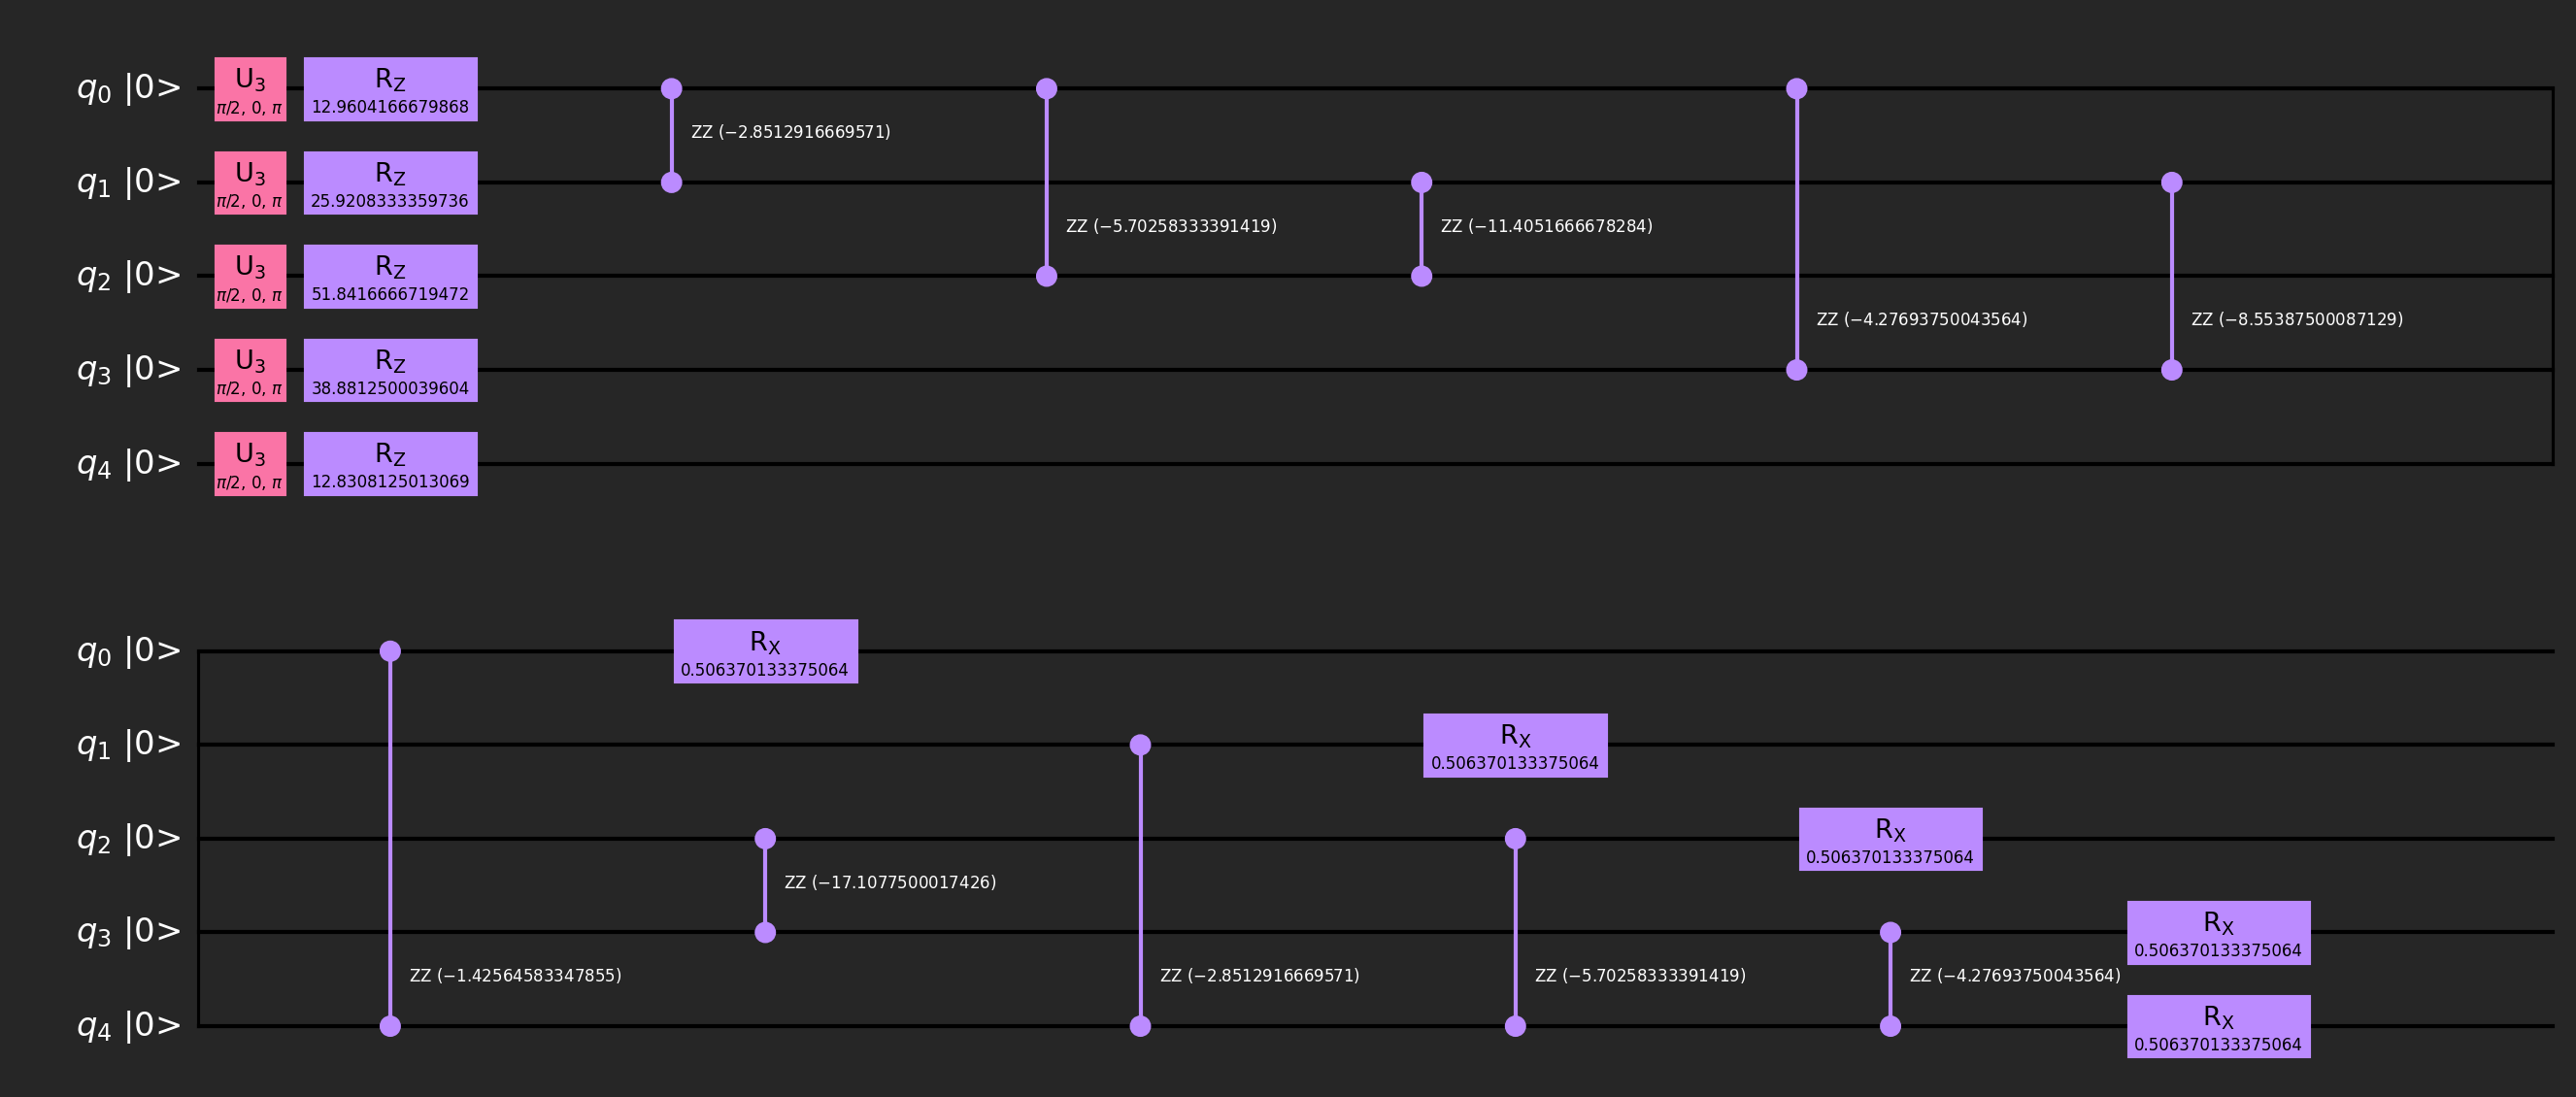 q0 |0> U3 π/2, 0, π RZ 12.9604166679868
ZZ (−2.8512916669571)
q1 |0> U3 π/2, 0, π RZ 25.9208333359736
ZZ (−5.70258333391419) ZZ (−11.4051666678284)
q2 |0> U3 π/2, 0, π RZ 51.8416666719472
ZZ (−4.27693750043564) ZZ (−8.55387500087129)
q3 |0> U3 π/2, 0, π RZ 38.8812500039604
q4 |0> U3 π/2, 0, π RZ 12.8308125013069
q0 |0> RX 0.506370133375064
q1 |0> RX 0.506370133375064
q2 |0> RX 0.506370133375064
ZZ (−17.1077500017426)
q3 |0> RX 0.506370133375064
ZZ (−1.42564583347855) ZZ (−2.8512916669571) ZZ (−5.70258333391419) ZZ (−4.27693750043564)
q4 |0> RX 0.506370133375064